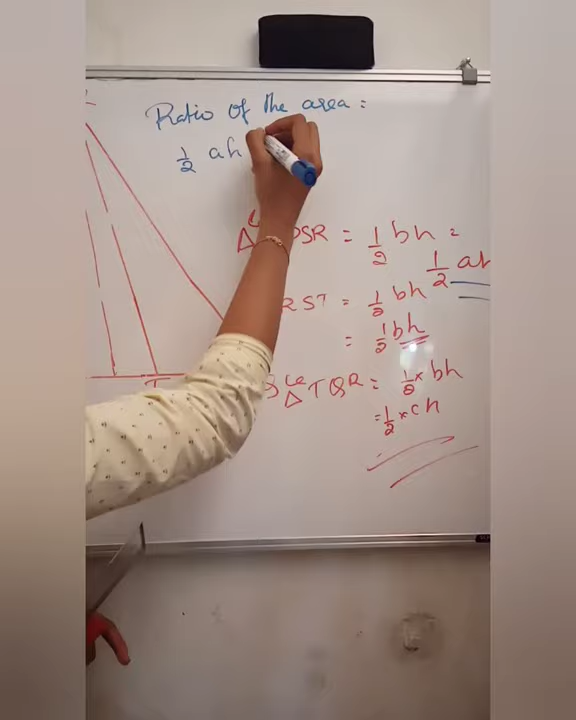 Ratio of the area :
1/2 ah
Δ PSR = 1/2 bh =
1/2 ah
RST = 1/2 bh
= 1/2 bh
Δle TQR = 1/2 × bh
= 1/2 × ch
T